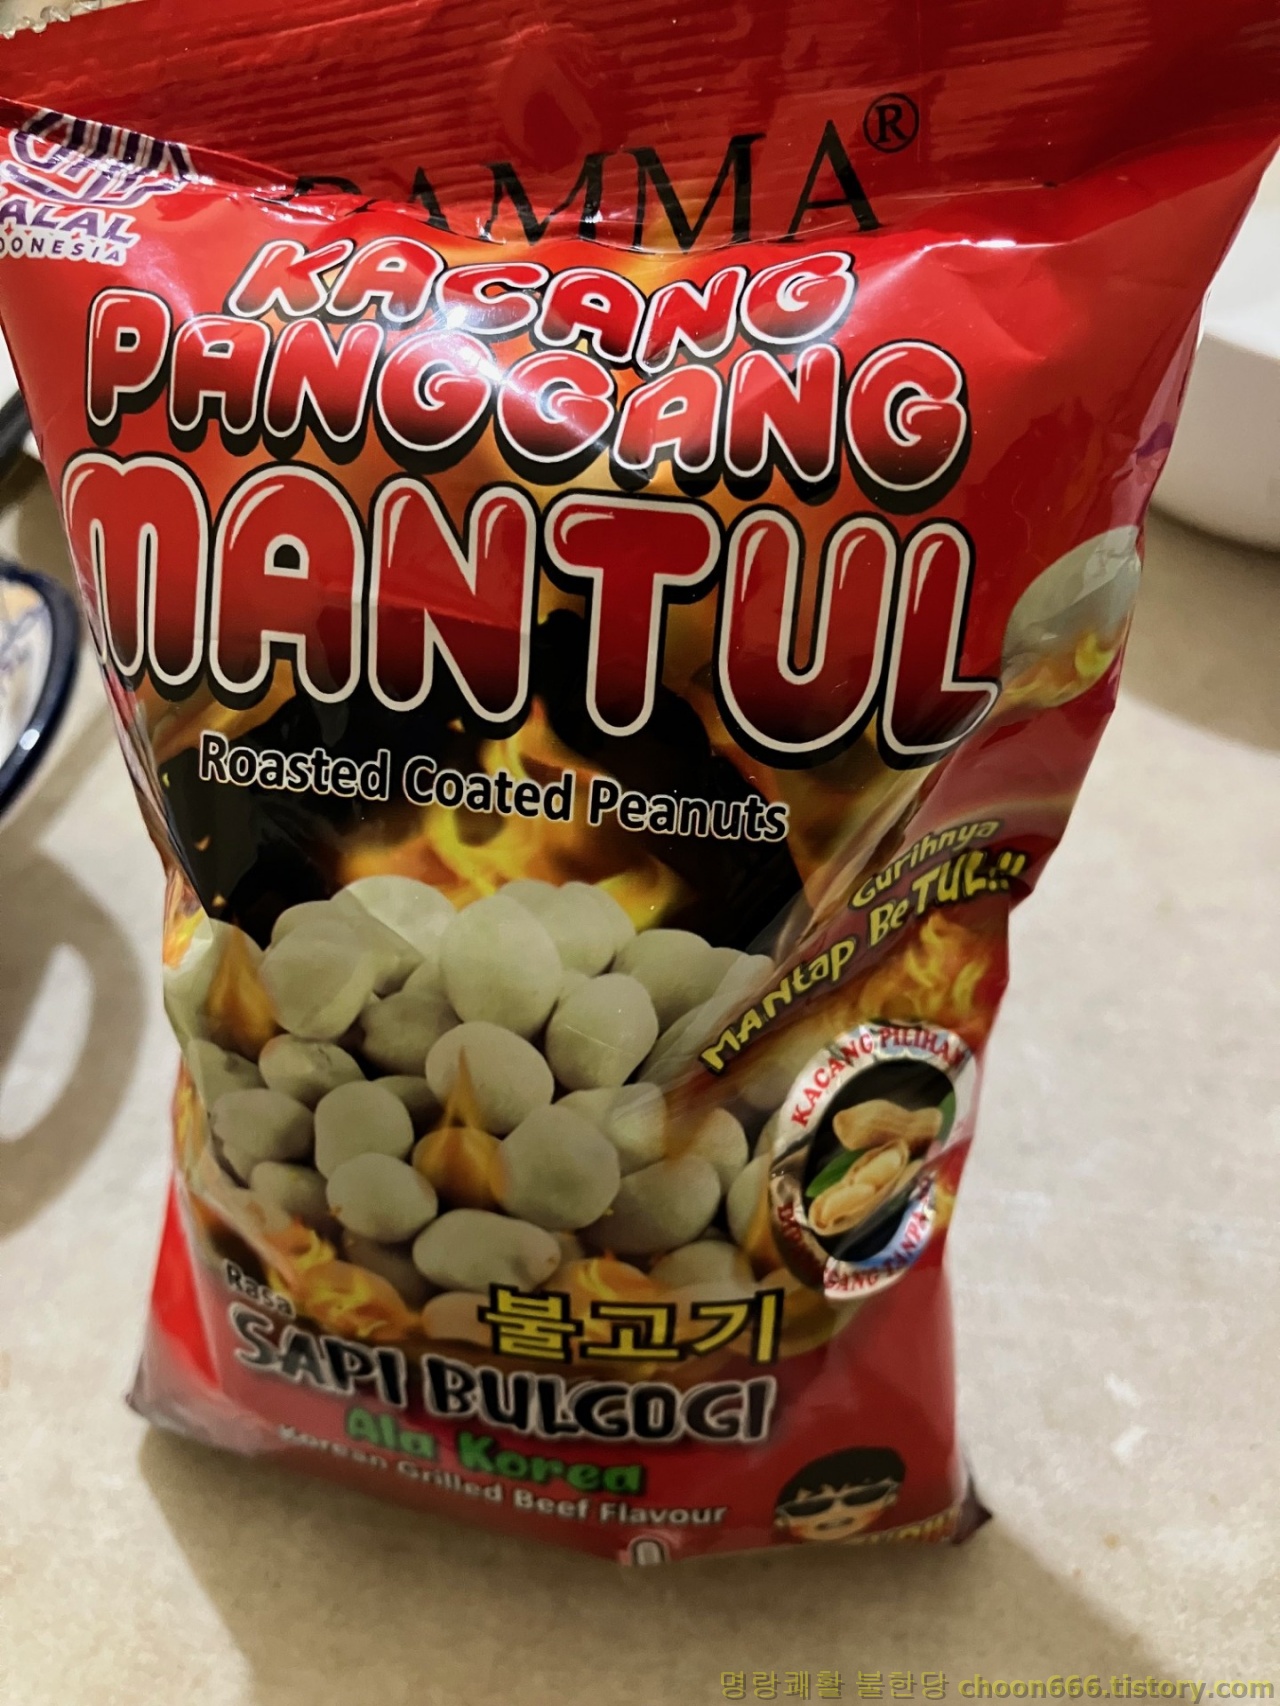 HALAL
INDONESIA
®
KACANG
PANGGANG
MANTUL
Roasted Coated Peanuts
Gurihnya
MANtap BeTUL!!
KACANG PILIHAN
Rasa
불고기
SAPI BULGOGI
Ala Korea
Korean Grilled Beef Flavour
명랑쾌활 불한당 choon666.tistory.com